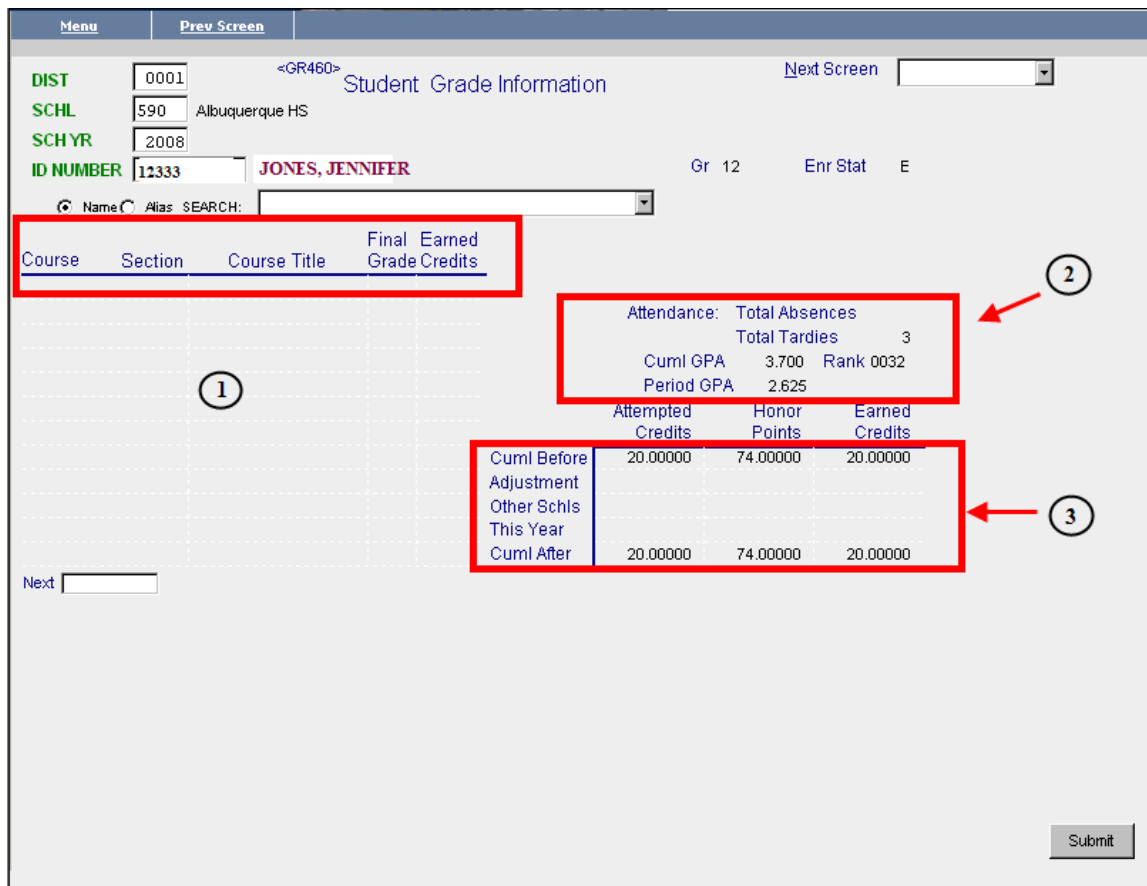 Menu Prev Screen
DIST 0001 <GR460> Student Grade Information Next Screen
SCHL 590 Albuquerque HS
SCH YR 2008
ID NUMBER 12333 JONES, JENNIFER Gr 12 Enr Stat E
Name Alias SEARCH:
Final Earned
Course Section Course Title Grade Credits
2
Attendance: Total Absences
Total Tardies 3
Cuml GPA 3.700 Rank 0032
1
Period GPA 2.625
Attempted Honor Earned
Credits Points Credits
Cuml Before 20.00000 74.00000 20.00000
Adjustment
Other Schls
3
This Year
Cuml After 20.00000 74.00000 20.00000
Next
Submit